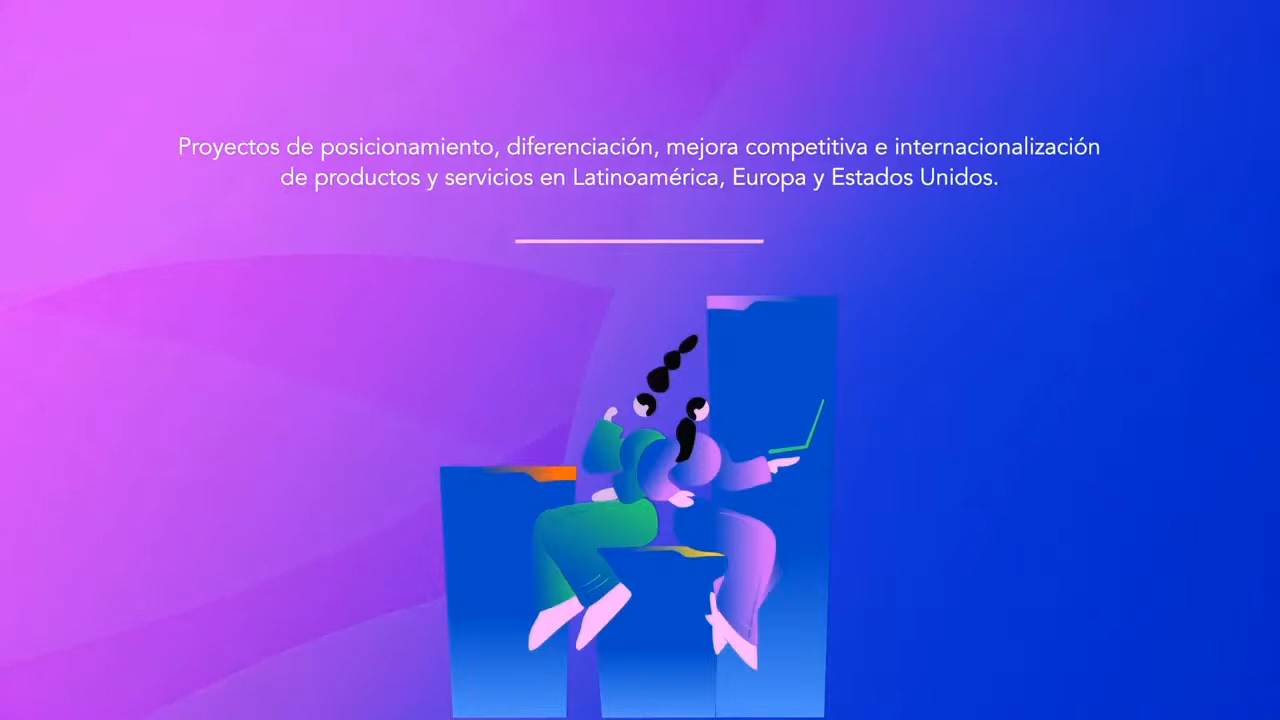 Proyectos de posicionamiento, diferenciación, mejora competitiva e internacionalización
de productos y servicios en Latinoamérica, Europa y Estados Unidos.